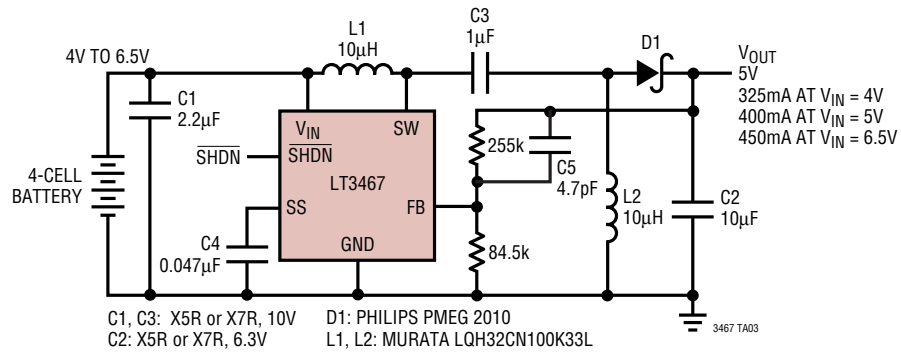 4V TO 6.5V
L1
10µH
C3
1µF
D1
VOUT
5V
325mA AT VIN = 4V
400mA AT VIN = 5V
450mA AT VIN = 6.5V
C1
2.2µF
VIN
SW
SHDN
SHDN
LT3467
255k
C5
4.7pF
4-CELL
BATTERY
SS
FB
L2
10µH
C2
10µF
C4
0.047µF
GND
84.5k
C1, C3: X5R or X7R, 10V
C2: X5R or X7R, 6.3V
D1: PHILIPS PMEG 2010
L1, L2: MURATA LQH32CN100K33L
3467 TA03